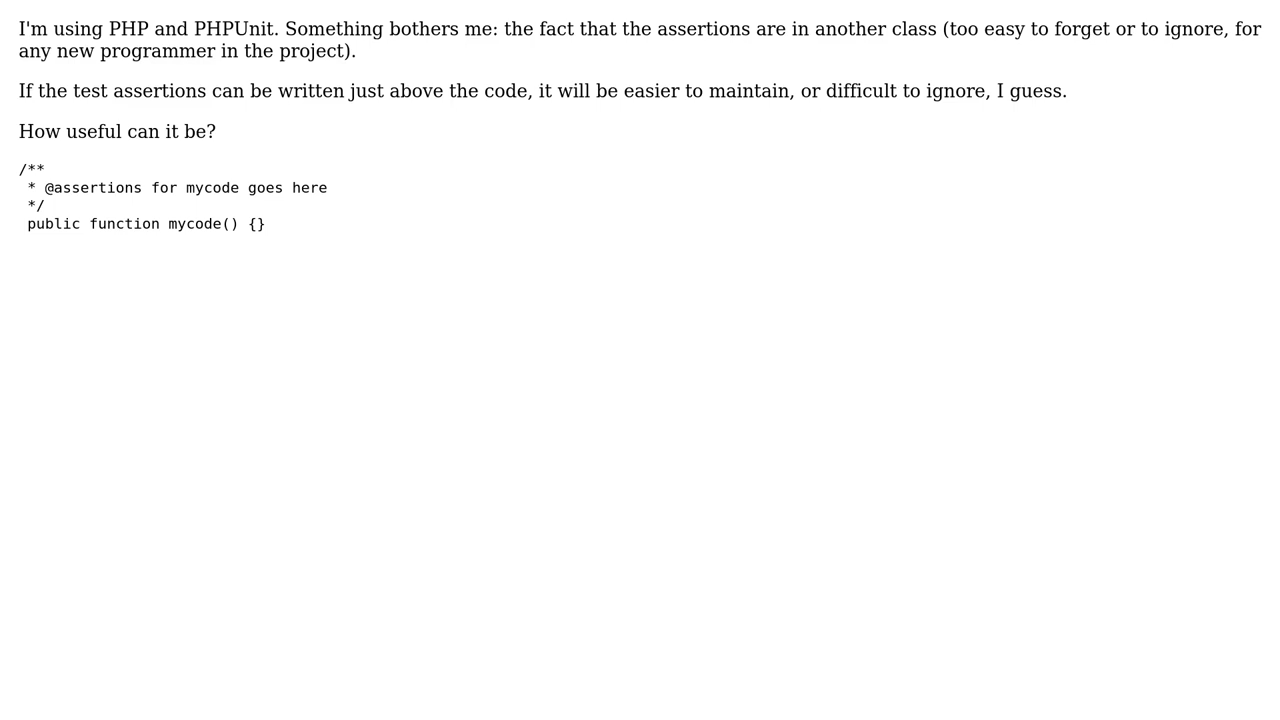 I'm using PHP and PHPUnit. Something bothers me: the fact that the assertions are in another class (too easy to forget or to ignore, for
any new programmer in the project).
If the test assertions can be written just above the code, it will be easier to maintain, or difficult to ignore, I guess.
How useful can it be?
/**
 * @assertions for mycode goes here
 */
 public function mycode() {}